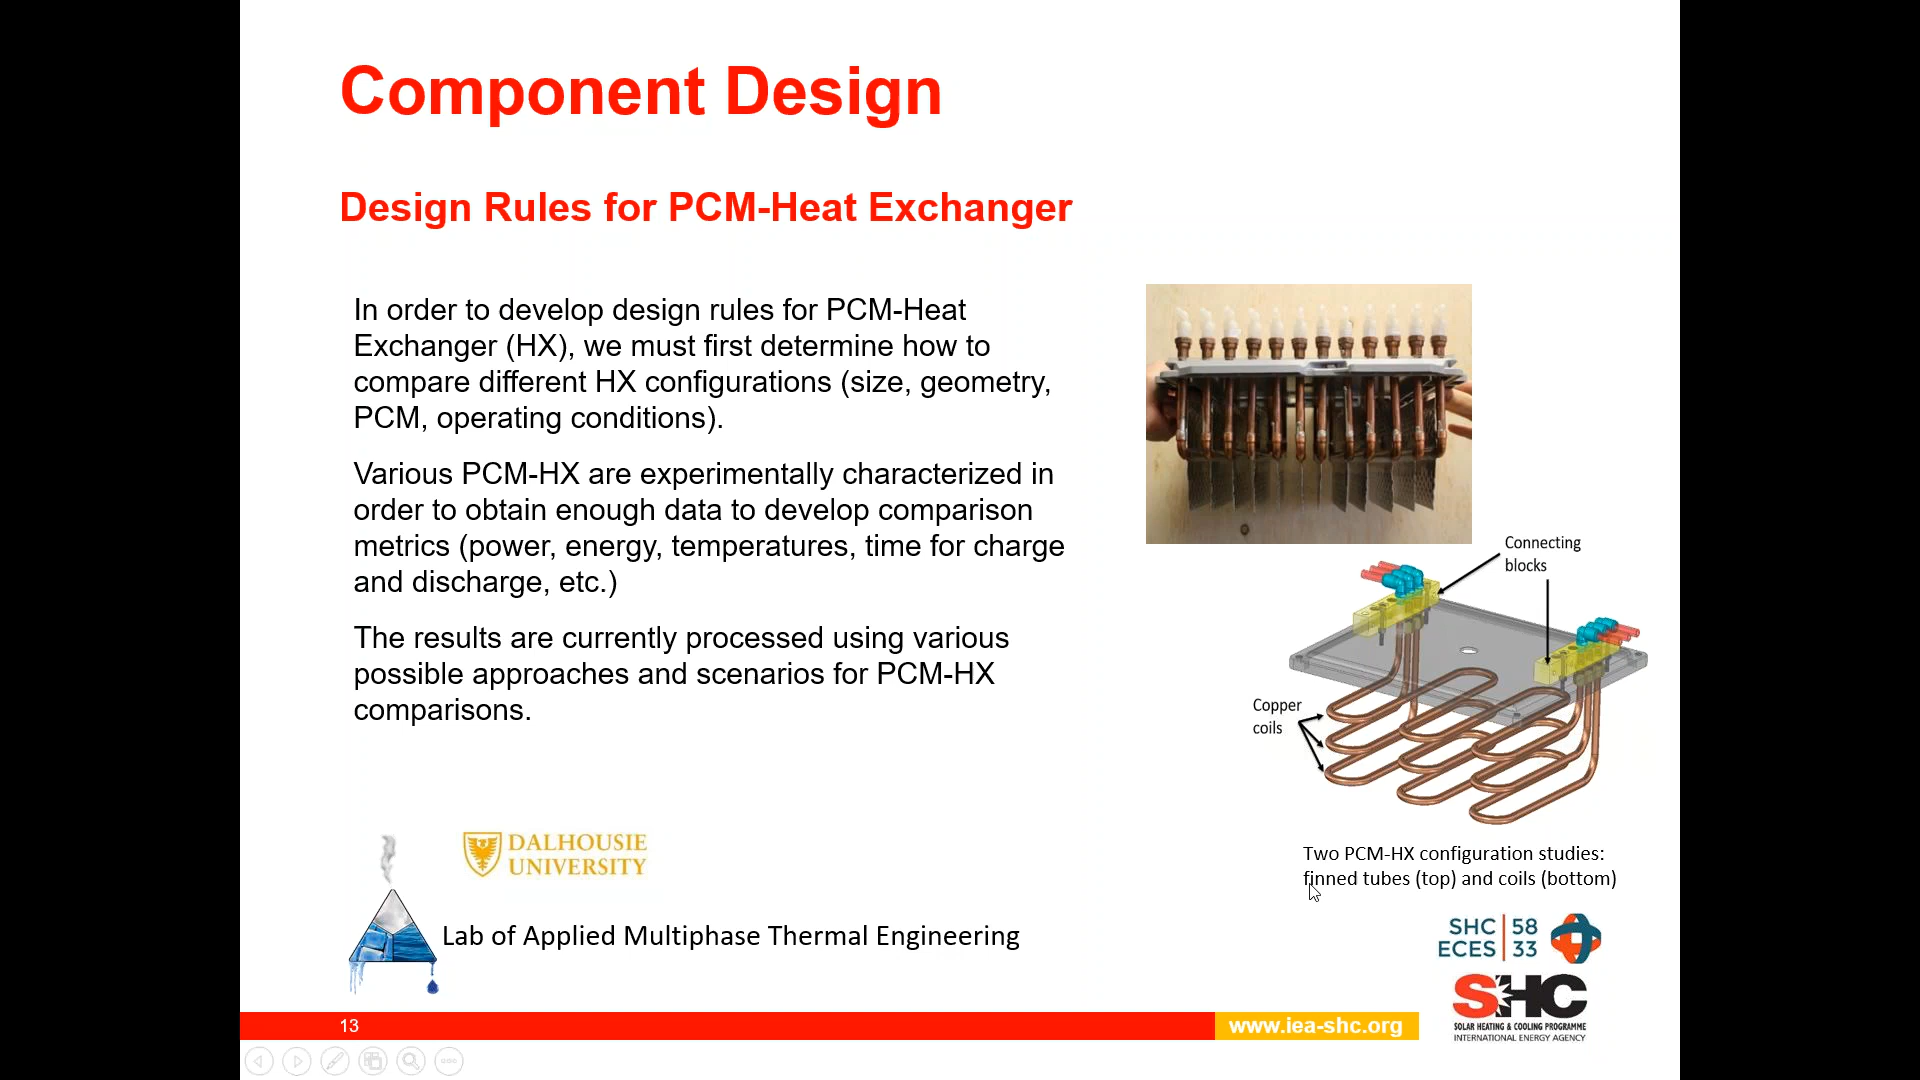 Component Design
Design Rules for PCM-Heat Exchanger
In order to develop design rules for PCM-Heat
Exchanger (HX), we must first determine how to
compare different HX configurations (size, geometry,
PCM, operating conditions).
Various PCM-HX are experimentally characterized in
order to obtain enough data to develop comparison
metrics (power, energy, temperatures, time for charge
and discharge, etc.)
The results are currently processed using various
possible approaches and scenarios for PCM-HX
comparisons.
Connecting
blocks
Copper
coils
Two PCM-HX configuration studies:
finned tubes (top) and coils (bottom)
DALHOUSIE
UNIVERSITY
Lab of Applied Multiphase Thermal Engineering
SHC 58
ECES 33
SHC
SOLAR HEATING & COOLING PROGRAMME
INTERNATIONAL ENERGY AGENCY
13
www.iea-shc.org